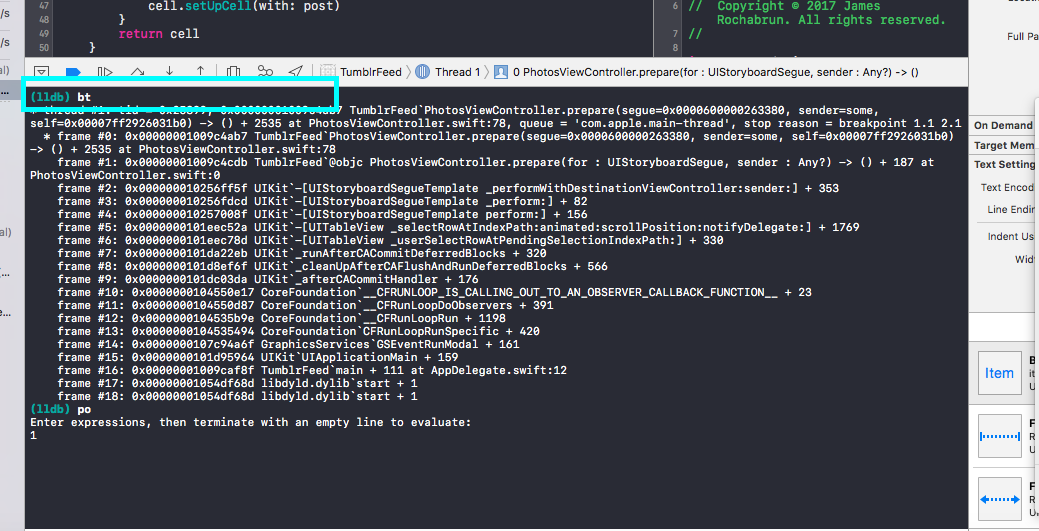 47 cell.setUpCell(with: post)
48 }
49 return cell
50 }
6 // Copyright © 2017 James
Rochabrun. All rights reserved.
7 //
8
/s
/s
al)
...
al)
...
e...
Full Pa
TumblrFeed Thread 1 0 PhotosViewController.prepare(for : UIStoryboardSegue, sender : Any?) -> ()
(lldb) bt
TumblrFeed`PhotosViewController.prepare(segue=0x0000600000263380, sender=some,
self=0x00007ff2926031b0) -> () + 2535 at PhotosViewController.swift:78, queue = 'com.apple.main-thread', stop reason = breakpoint 1.1 2.1
* frame #0: 0x00000001009c4ab7 TumblrFeed`PhotosViewController.prepare(segue=0x0000600000263380, sender=some, self=0x00007ff2926031b0)
-> () + 2535 at PhotosViewController.swift:78
frame #1: 0x00000001009c4cdb TumblrFeed`@objc PhotosViewController.prepare(for : UIStoryboardSegue, sender : Any?) -> () + 187 at
PhotosViewController.swift:0
frame #2: 0x000000010256ff5f UIKit`-[UIStoryboardSegueTemplate _performWithDestinationViewController:sender:] + 353
frame #3: 0x000000010256fdcd UIKit`-[UIStoryboardSegueTemplate _perform:] + 82
frame #4: 0x000000010257008f UIKit`-[UIStoryboardSegueTemplate perform:] + 156
frame #5: 0x0000000101eec52a UIKit`-[UITableView _selectRowAtIndexPath:animated:scrollPosition:notifyDelegate:] + 1769
frame #6: 0x0000000101eec78d UIKit`-[UITableView _userSelectRowAtPendingSelectionIndexPath:] + 330
frame #7: 0x0000000101da22eb UIKit`_runAfterCACommitDeferredBlocks + 320
frame #8: 0x0000000101d8ef6f UIKit`_cleanUpAfterCAFlushAndRunDeferredBlocks + 566
frame #9: 0x0000000101dc03da UIKit`_afterCACommitHandler + 176
frame #10: 0x0000000104550e17 CoreFoundation`__CFRUNLOOP_IS_CALLING_OUT_TO_AN_OBSERVER_CALLBACK_FUNCTION__ + 23
frame #11: 0x0000000104550d87 CoreFoundation`__CFRunLoopDoObservers + 391
frame #12: 0x0000000104535b9e CoreFoundation`__CFRunLoopRun + 1198
frame #13: 0x0000000104535494 CoreFoundation`CFRunLoopRunSpecific + 420
frame #14: 0x0000000107c94a6f GraphicsServices`GSEventRunModal + 161
frame #15: 0x0000000101d95964 UIKit`UIApplicationMain + 159
frame #16: 0x00000001009caf8f TumblrFeed`main + 111 at AppDelegate.swift:12
frame #17: 0x00000001054df68d libdyld.dylib`start + 1
frame #18: 0x00000001054df68d libdyld.dylib`start + 1
(lldb) po
Enter expressions, then terminate with an empty line to evaluate:
1
On Demand
Target Mem
Text Setting
Text Encod
Line Endin
Indent Us
Wid
Item
B
it
U
F
R
U
F
R
U